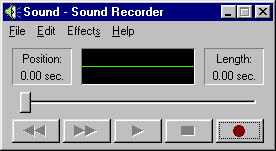 Sound - Sound Recorder
File Edit Effects Help
Position: Length:
0.00 sec. 0.00 sec.